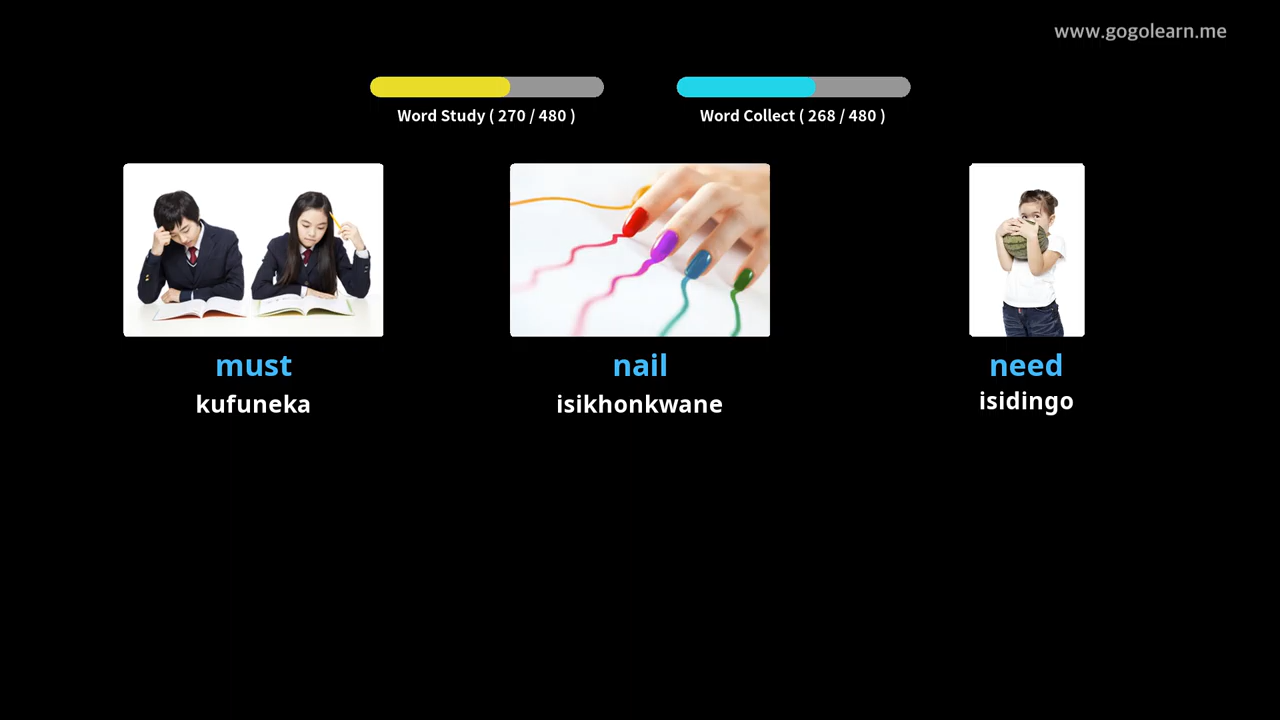 www.gogolearn.me
Word Study ( 270 / 480 )
Word Collect ( 268 / 480 )
must
kufuneka
nail
isikhonkwane
need
isidingo